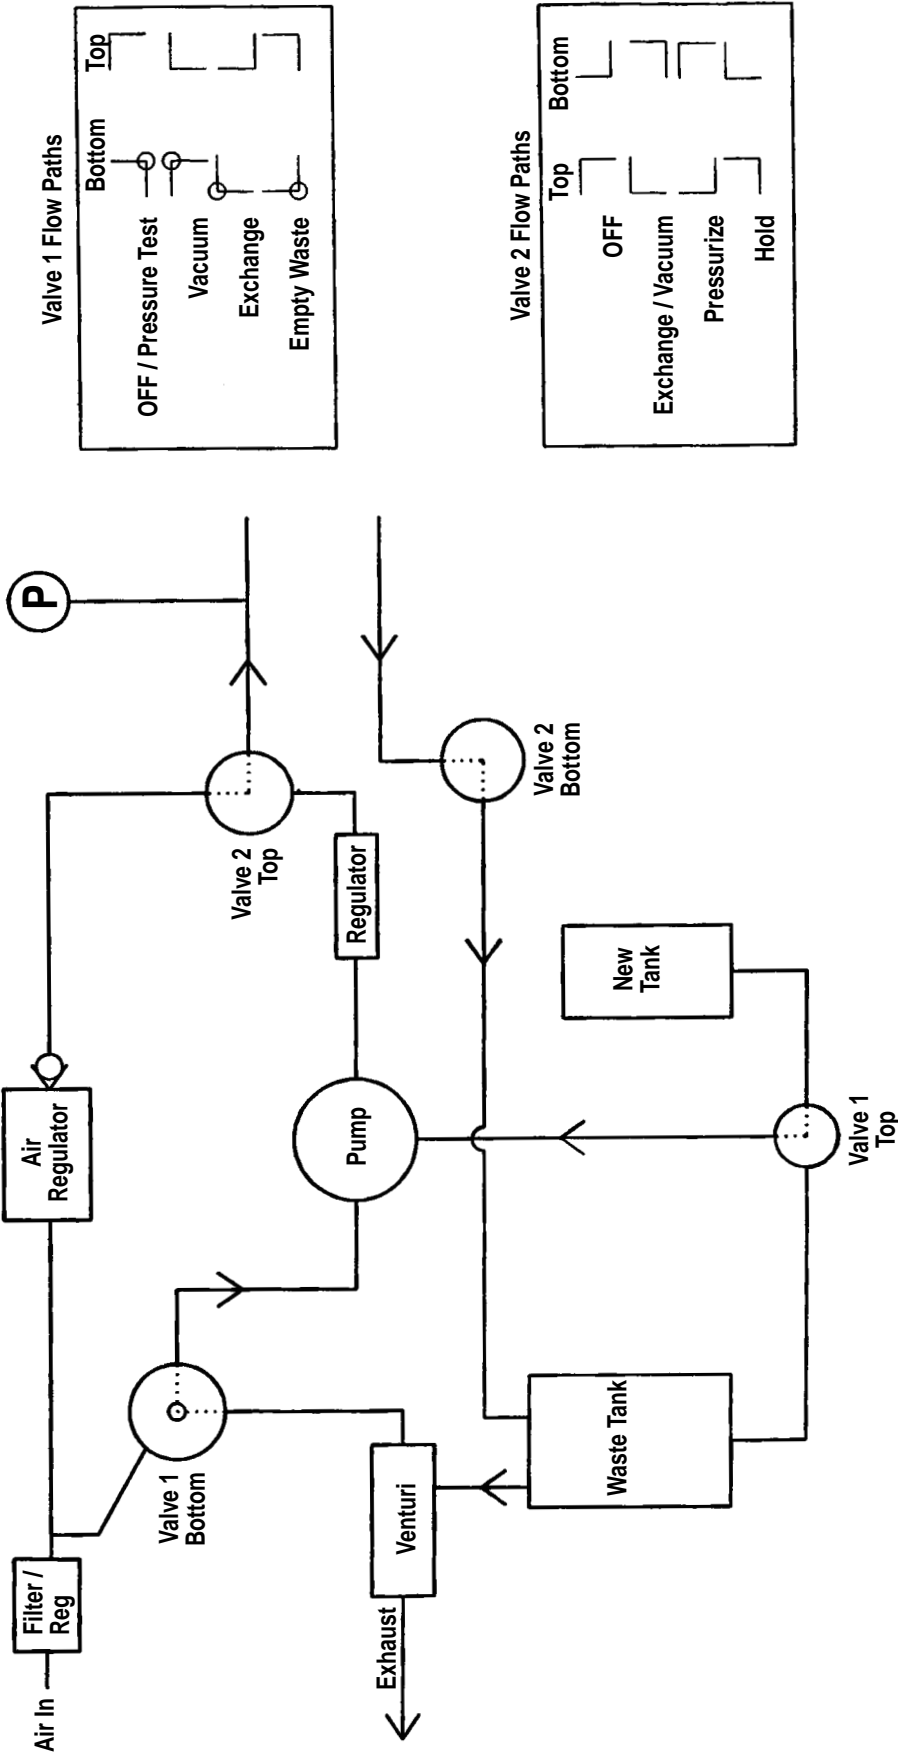 Air In
Filter /
Reg
Air
Regulator
P
Valve 1
Bottom
Valve 2
Top
Exhaust
Venturi
Pump
Regulator
Waste Tank
Valve 2
Bottom
New
Tank
Valve 1
Top
Valve 1 Flow Paths
Bottom
Top
OFF / Pressure Test
Vacuum
Exchange
Empty Waste
Valve 2 Flow Paths
Top
Bottom
OFF
Exchange / Vacuum
Pressurize
Hold